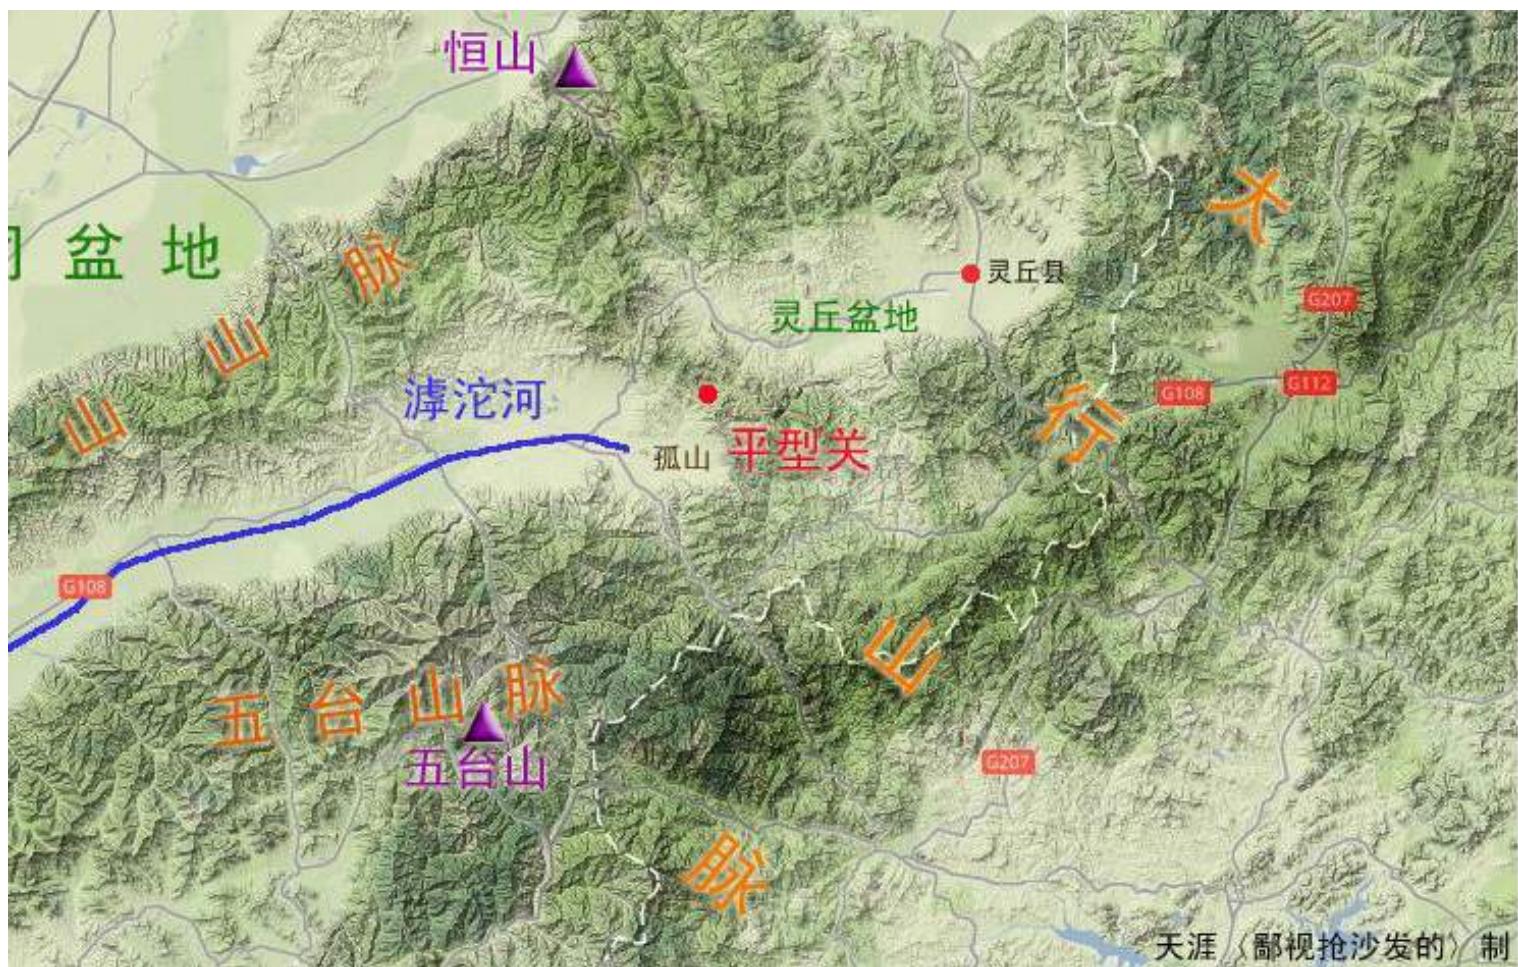 恒山
盆地
山山脉
太行山脉
灵丘县
灵丘盆地
G207
G112
G108
滹沱河
孤山
平型关
G108
五台山脉
五台山
G207
天涯〈鄙视抢沙发的〉制